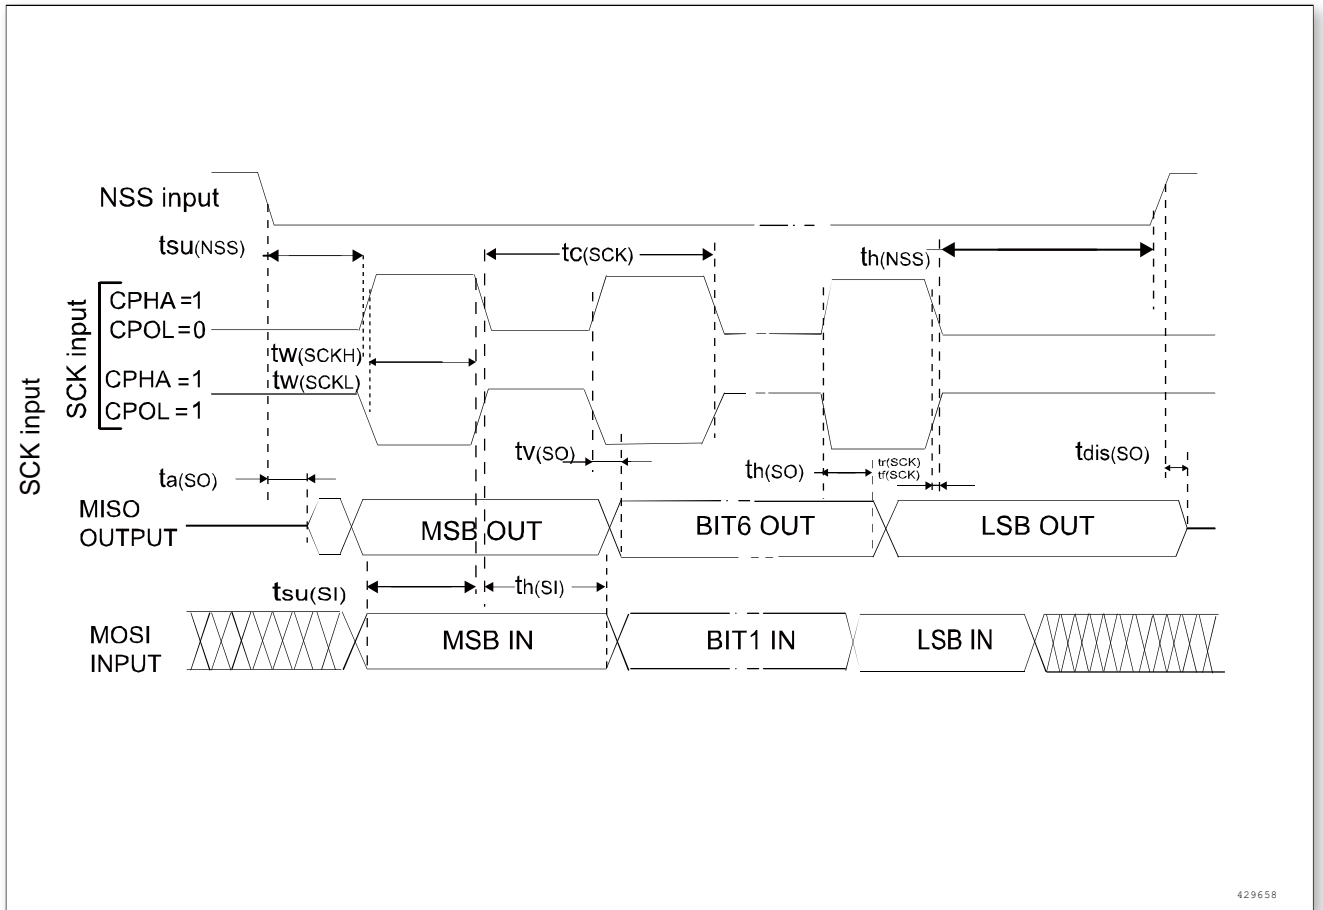 NSS input
tsu(NSS)
tc(SCK)
th(NSS)
SCK input
SCK input
CPHA =1
CPOL=0
tw(SCKH)
CPHA =1
tw(SCKL)
CPOL =1
tv(SO)
ta(SO)
th(SO)
tr(SCK)
tf(SCK)
tdis(SO)
MISO
OUTPUT
MSB OUT
BIT6 OUT
LSB OUT
tsu(SI)
th(SI)
MOSI
INPUT
MSB IN
BIT1 IN
LSB IN
429658